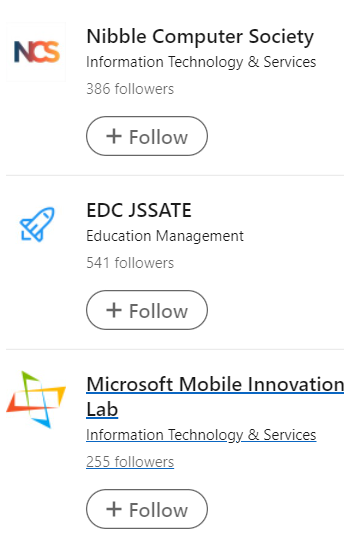 NCS
Nibble Computer Society
Information Technology & Services
386 followers
+ Follow
EDC JSSATE
Education Management
541 followers
+ Follow
Microsoft Mobile Innovation
Lab
Information Technology & Services
255 followers
+ Follow